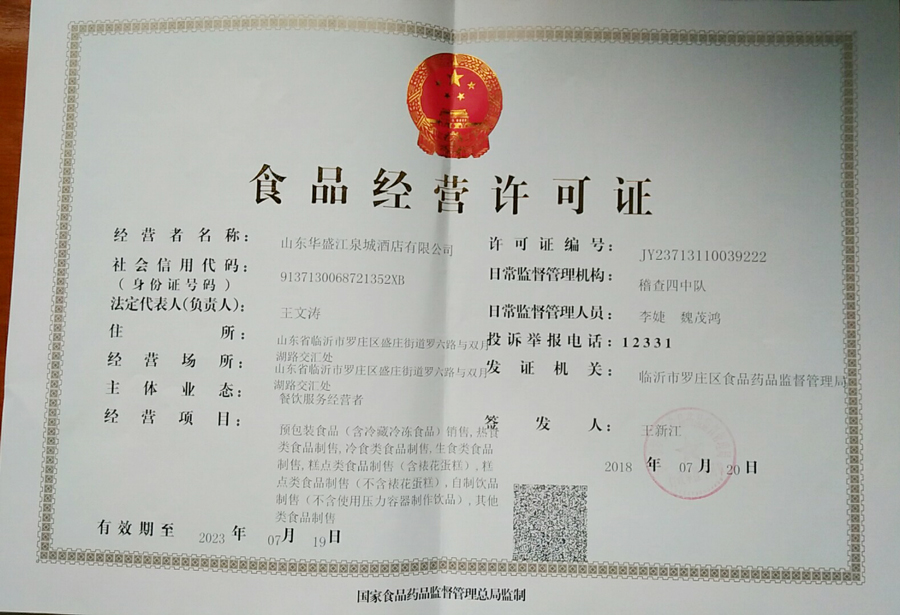 食品经营许可证
经营者名称：山东华盛江泉城酒店有限公司
社会信用代码：9137130068721352XB
（身份证号码）
法定代表人(负责人)：王文涛
住所：山东省临沂市罗庄区盛庄街道罗六路与双月
湖路交汇处
经营场所：山东省临沂市罗庄区盛庄街道罗六路与双月
湖路交汇处
主体业态：餐饮服务经营者
经营项目：预包装食品（含冷藏冷冻食品）销售,热食
类食品制售,冷食类食品制售,生食类食品
制售,糕点类食品制售（含裱花蛋糕）,糕
点类食品制售（不含裱花蛋糕）,自制饮品
制售（不含使用压力容器制作饮品）,其他
类食品制售
有效期至 2023 年 07 月 19 日
许可证编号：JY23713110039222
日常监督管理机构：稽查四中队
日常监督管理人员：李婕 魏茂鸿
投诉举报电话：12331
发证机关：临沂市罗庄区食品药品监督管理局
签发人：王新江
2018 年 07 月 20 日
国家食品药品监督管理总局监制